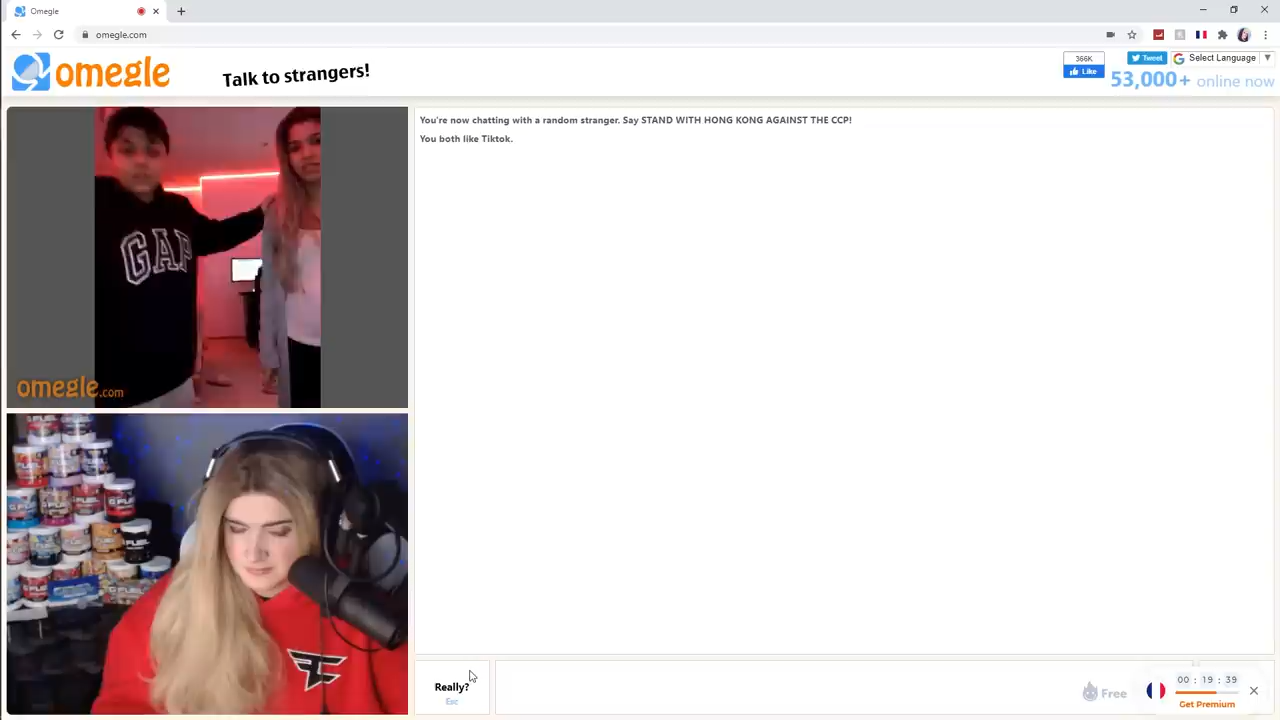 Omegle
omegle.com
omegle
Talk to strangers!
366K
Like
Tweet
Select Language
53,000+ online now
You're now chatting with a random stranger. Say STAND WITH HONG KONG AGAINST THE CCP!
You both like Tiktok.
GAP
omegle.com
G FUEL
Really?
Esc
Free
00 : 19 : 39
Get Premium